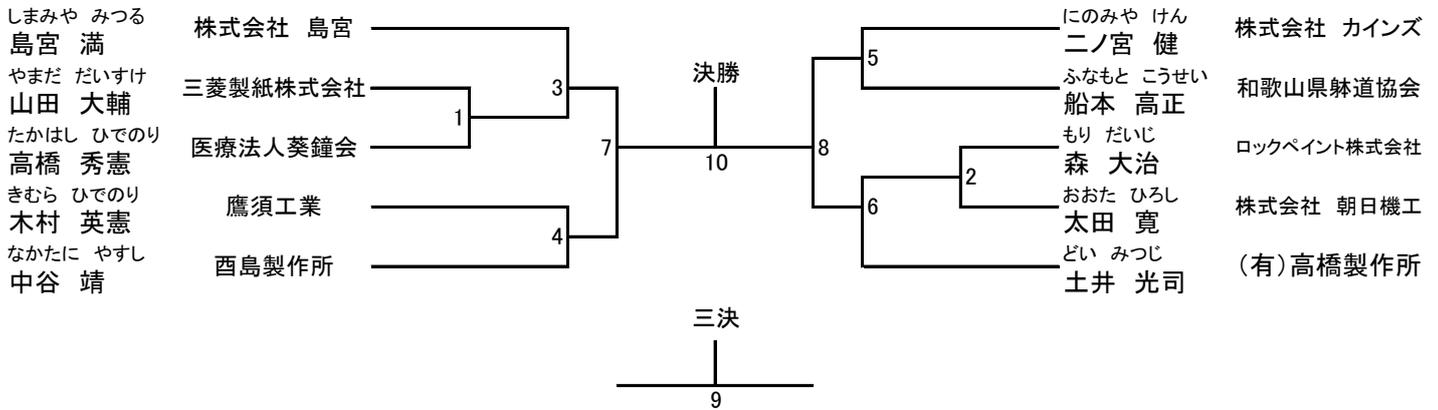 しまみや みつる
島宮 満 株式会社 島宮
やまだ だいすけ
山田 大輔 三菱製紙株式会社
たかはし ひでのり
高橋 秀憲 医療法人葵鐘会
きむら ひでのり
木村 英憲 鷹須工業
なかたに やすし
中谷 靖 酉島製作所
1
3
4
7
決勝
10
8
5
2
6
にのみや けん
二ノ宮 健 株式会社 カインズ
ふなもと こうせい
船本 高正 和歌山県躰道協会
もり だいじ
森 大治 ロックペイント株式会社
おおた ひろし
太田 寛 株式会社 朝日機工
どい みつじ
土井 光司 (有)高橋製作所
三決
9